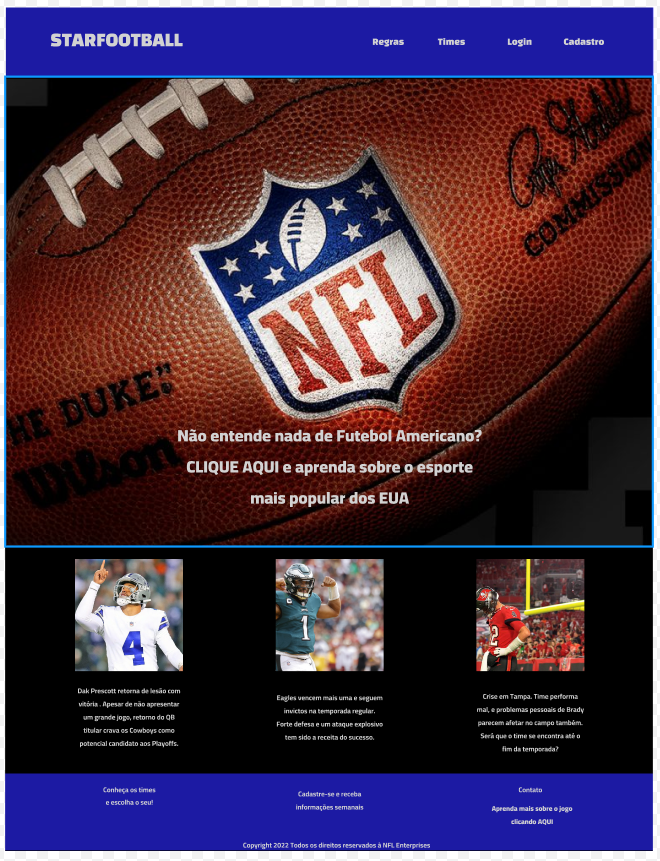 STARFOOTBALL
Regras Times Login Cadastro
COMMISSION
NFL
HE DUKE"
Wilson
Não entende nada de Futebol Americano?
CLIQUE AQUI e aprenda sobre o esporte
mais popular dos EUA
4
1
2
Dak Prescott retorna de lesão com
vitória . Apesar de não apresentar
um grande jogo, retorno do QB
titular crava os Cowboys como
potencial candidato aos Playoffs.
Eagles vencem mais uma e seguem
invictos na temporada regular.
Forte defesa e um ataque explosivo
tem sido a receita do sucesso.
Crise em Tampa. Time performa
mal, e problemas pessoais de Brady
parecem afetar no campo também.
Será que o time se encontra até o
fim da temporada?
Conheça os times
e escolha o seu!
Cadastre-se e receba
informações semanais
Contato
Aprenda mais sobre o jogo
clicando AQUI
Copyright 2022 Todos os direitos reservados à NFL Enterprises